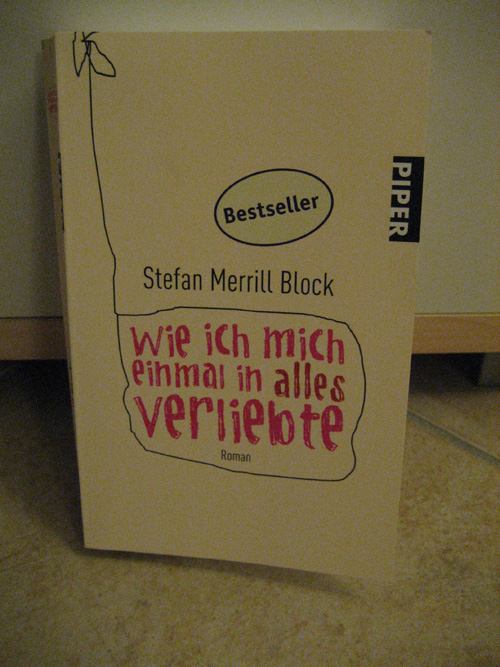 Bestseller
PIPER
Stefan Merrill Block
wie ich mich
einmal in alles
verliebte
Roman